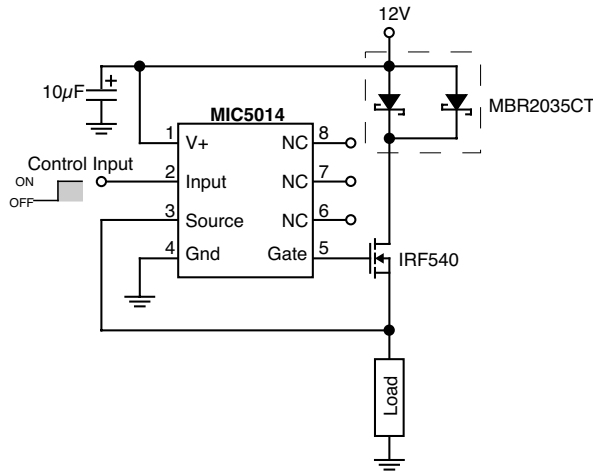 12V
10µF
+
MBR2035CT
MIC5014
1 V+ NC 8
Control Input
ON
OFF
2 Input NC 7
3 Source NC 6
4 Gnd Gate 5
IRF540
Load